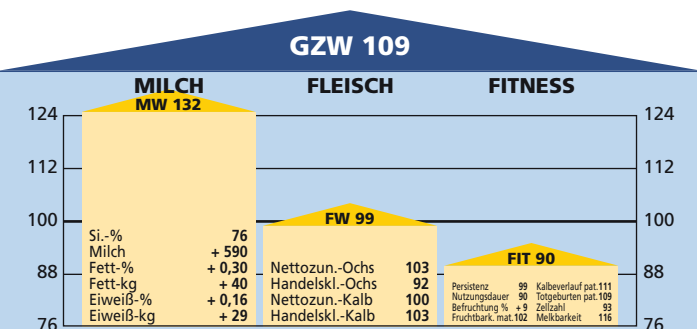 GZW 109
MILCH FLEISCH FITNESS
MW 132
124 124
112 112
100 100
FW 99
Si.-% 76
Milch + 590
FIT 90
Fett-% + 0,30 Nettozun.-Ochs 103
88 88
Fett-kg + 40 Handelskl.-Ochs 92 Persistenz 99 Kalbeverlauf pat.111
Eiweiß-% + 0,16 Nettozun.-Kalb 100 Nutzungsdauer 90 Totgeburten pat.109
Befruchtung % + 9 Zellzahl 93
Eiweiß-kg + 29 Handelskl.-Kalb 103 Fruchtbark. mat.102 Melkbarkeit 116
76 76